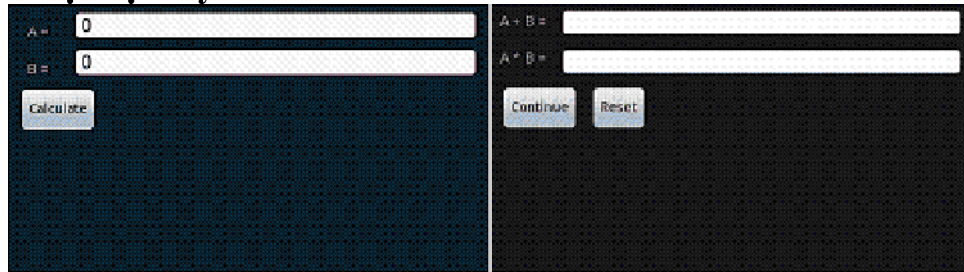 A =
0
B =
0
Calculate
A + B =
A * B =
Continue
Reset